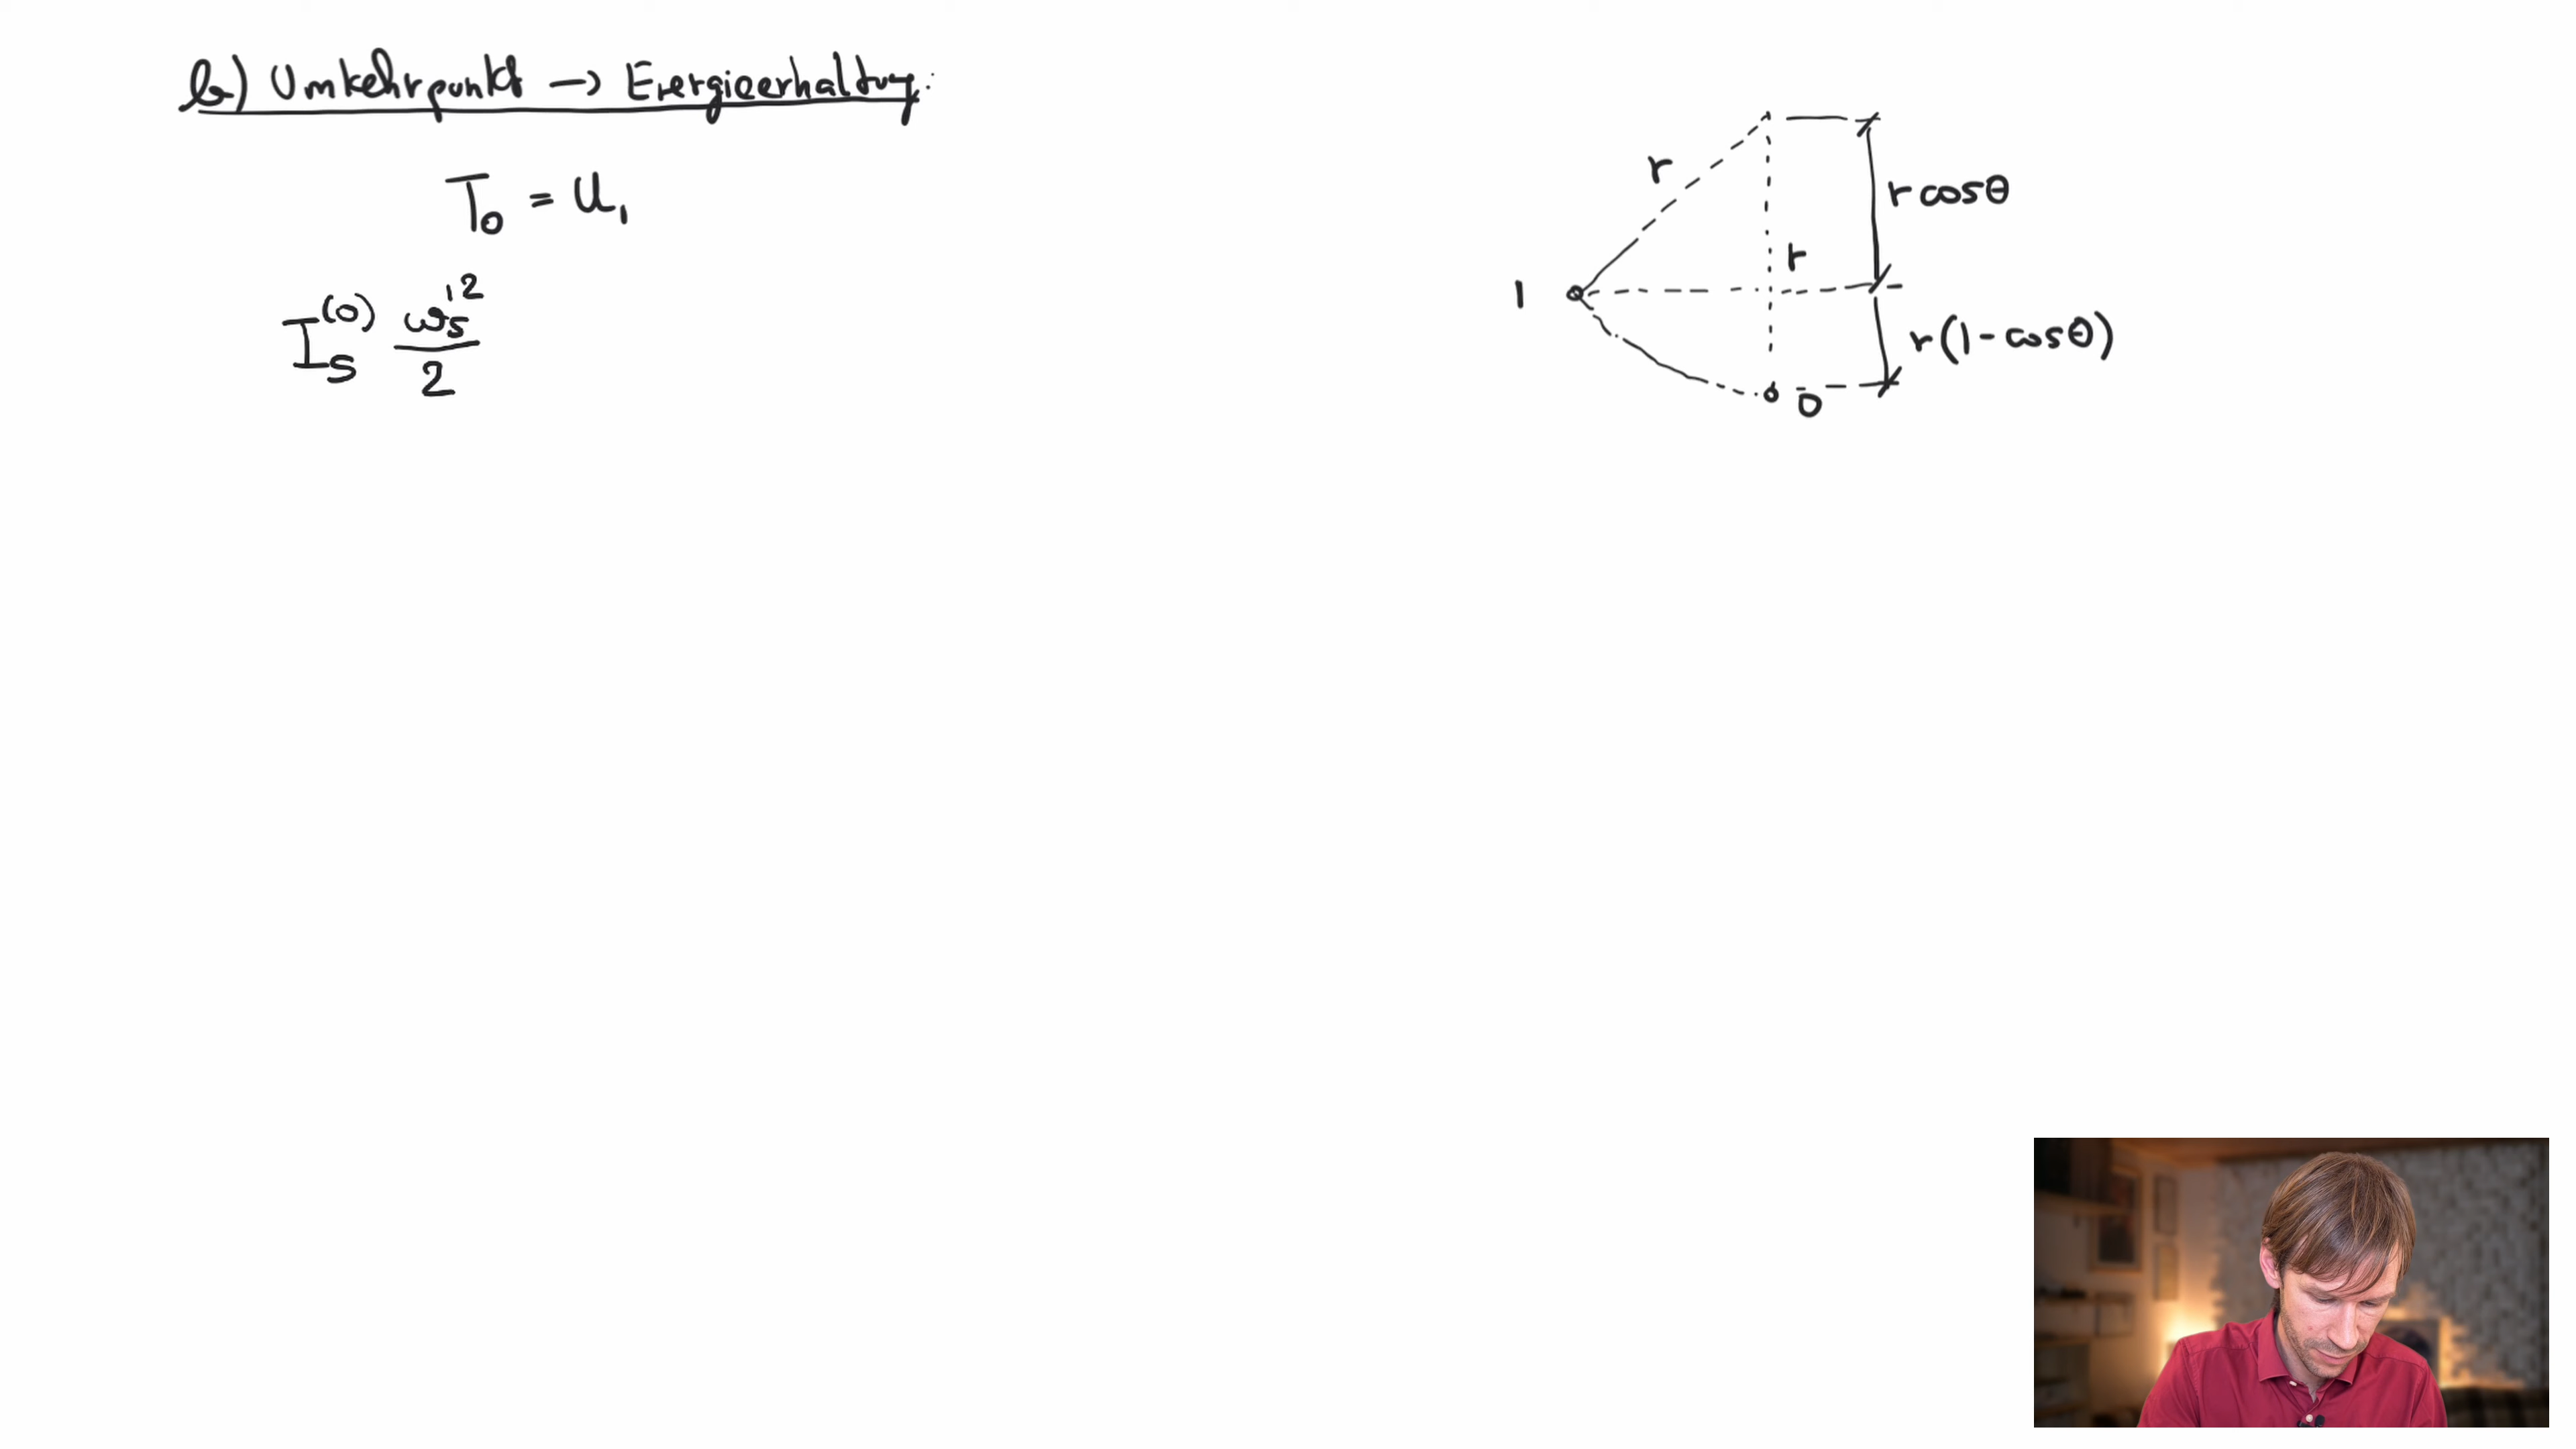 b) Umkehrpunkt → Energieerhaltung:
T₀ = U₁
I_S^(0) ω_S'² / 2
r
r cosθ
r
1
r(1-cosθ)
0